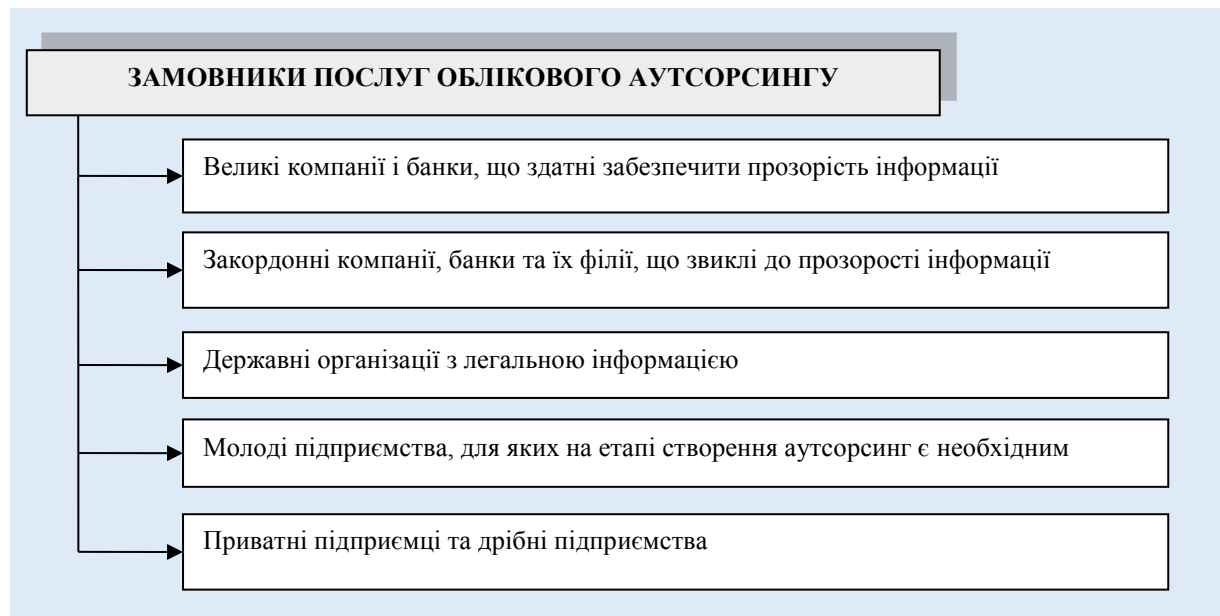 ЗАМОВНИКИ ПОСЛУГ ОБЛІКОВОГО АУТСОРСИНГУ
Великі компанії і банки, що здатні забезпечити прозорість інформації
Закордонні компанії, банки та їх філії, що звиклі до прозорості інформації
Державні організації з легальною інформацією
Молоді підприємства, для яких на етапі створення аутсорсинг є необхідним
Приватні підприємці та дрібні підприємства